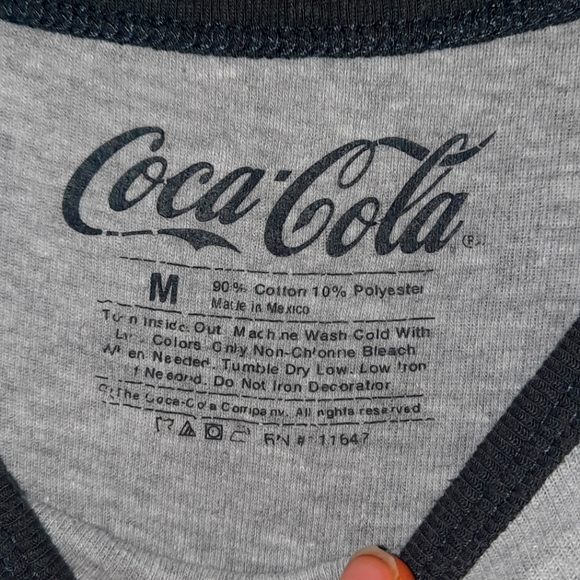 Coca-Cola ®
M
90% Cotton 10% Polyester
Made in Mexico
Turn Inside Out Machine Wash Cold With
Like Colors Only Non-Chlorine Bleach
When Needed. Tumble Dry Low. Low Iron
If Needed. Do Not Iron Decoration
© The Coca-Cola Company. All rights reserved